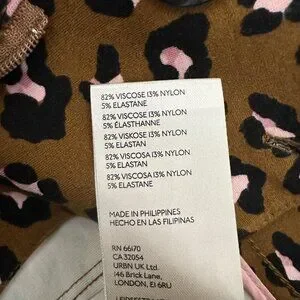 82% VISCOSE 13% NYLON
5% ELASTANE
82% VISCOSE 13% NYLON
5% ÉLASTHANNE
82% VISKOSE 13% NYLON
5% ELASTAN
82% VISCOSA 13% NYLON
5% ELASTAN
82% VISCOSA 13% NYLON
5% ELASTANE
MADE IN PHILIPPINES
HECHO EN LAS FILIPINAS
RN 66170
CA 32054
URBN UK Ltd.
146 Brick Lane,
LONDON, E1 6RU